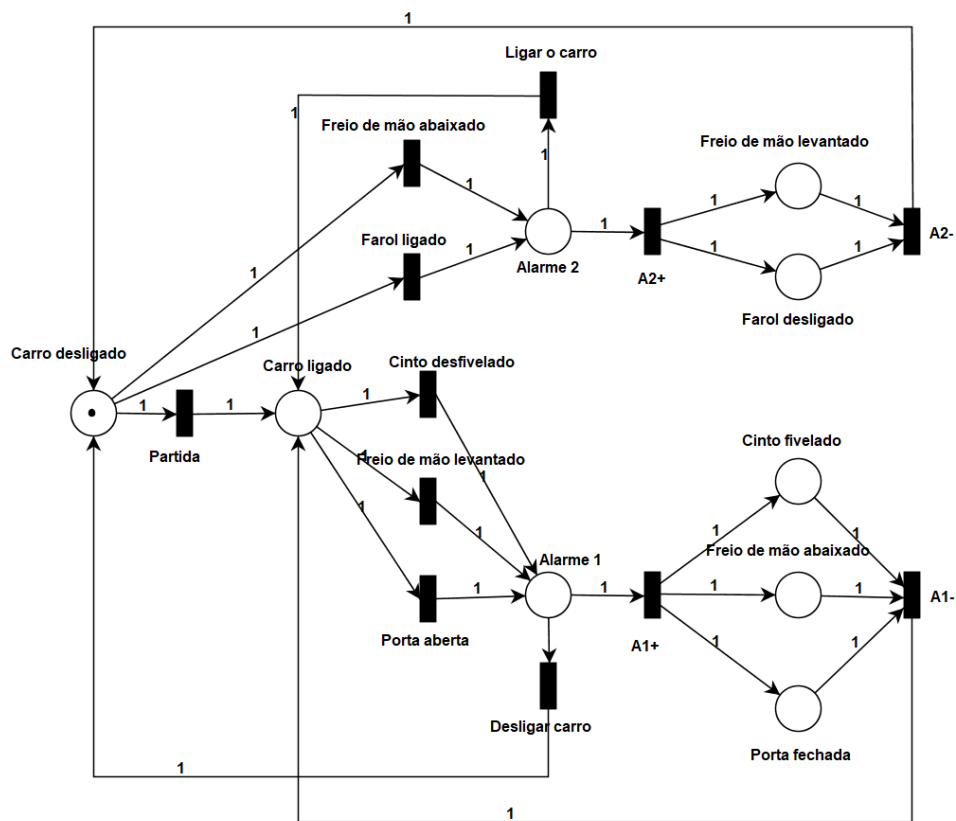 1
Ligar o carro
1
1
Freio de mão abaixado
1
1
Farol ligado
1
1
Alarme 2
1
A2+
Freio de mão levantado
1
1
1
1
Farol desligado
A2-
Carro desligado
1
Partida
1
Carro ligado
Cinto desfivelado
1
1
Freio de mão levantado
1
1
1
Alarme 1
1
Porta aberta
1
A1+
Cinto fivelado
1
1
Freio de mão abaixado
1
1
1
1
A1-
Porta fechada
Desligar carro
1
1